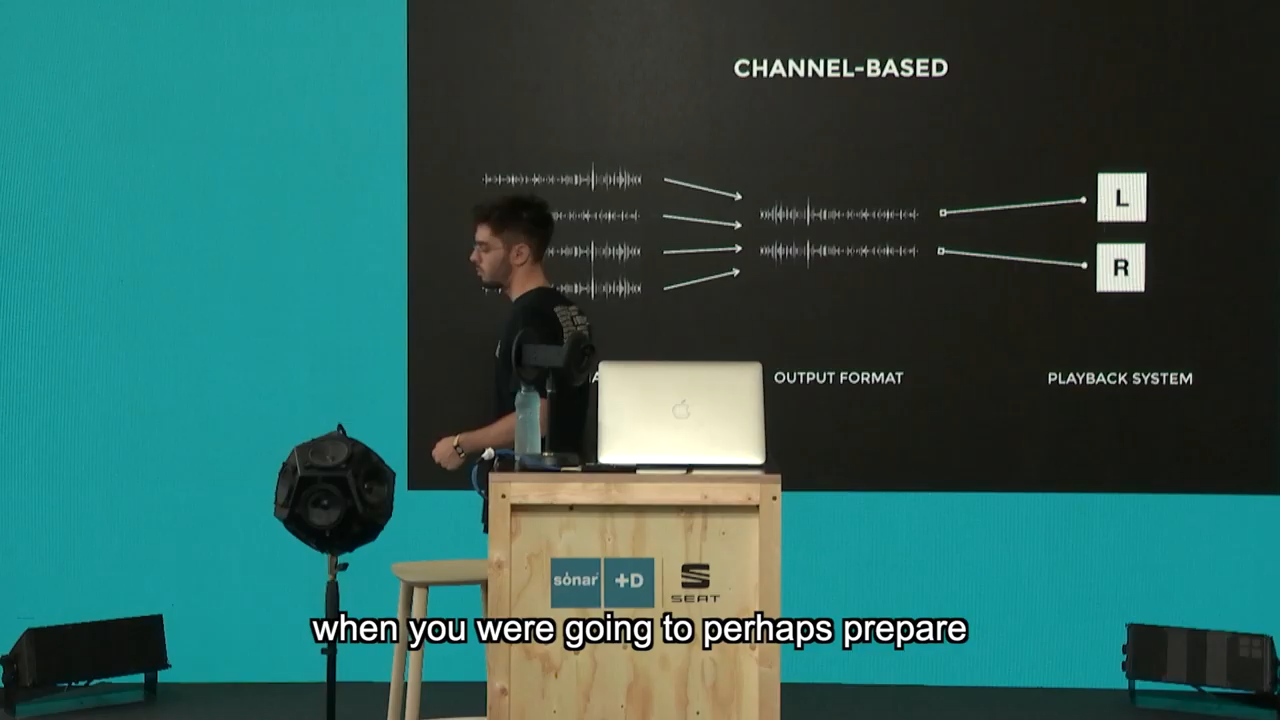 CHANNEL-BASED
L
R
OUTPUT FORMAT
PLAYBACK SYSTEM
sónar
+D
SEAT
when you were going to perhaps prepare